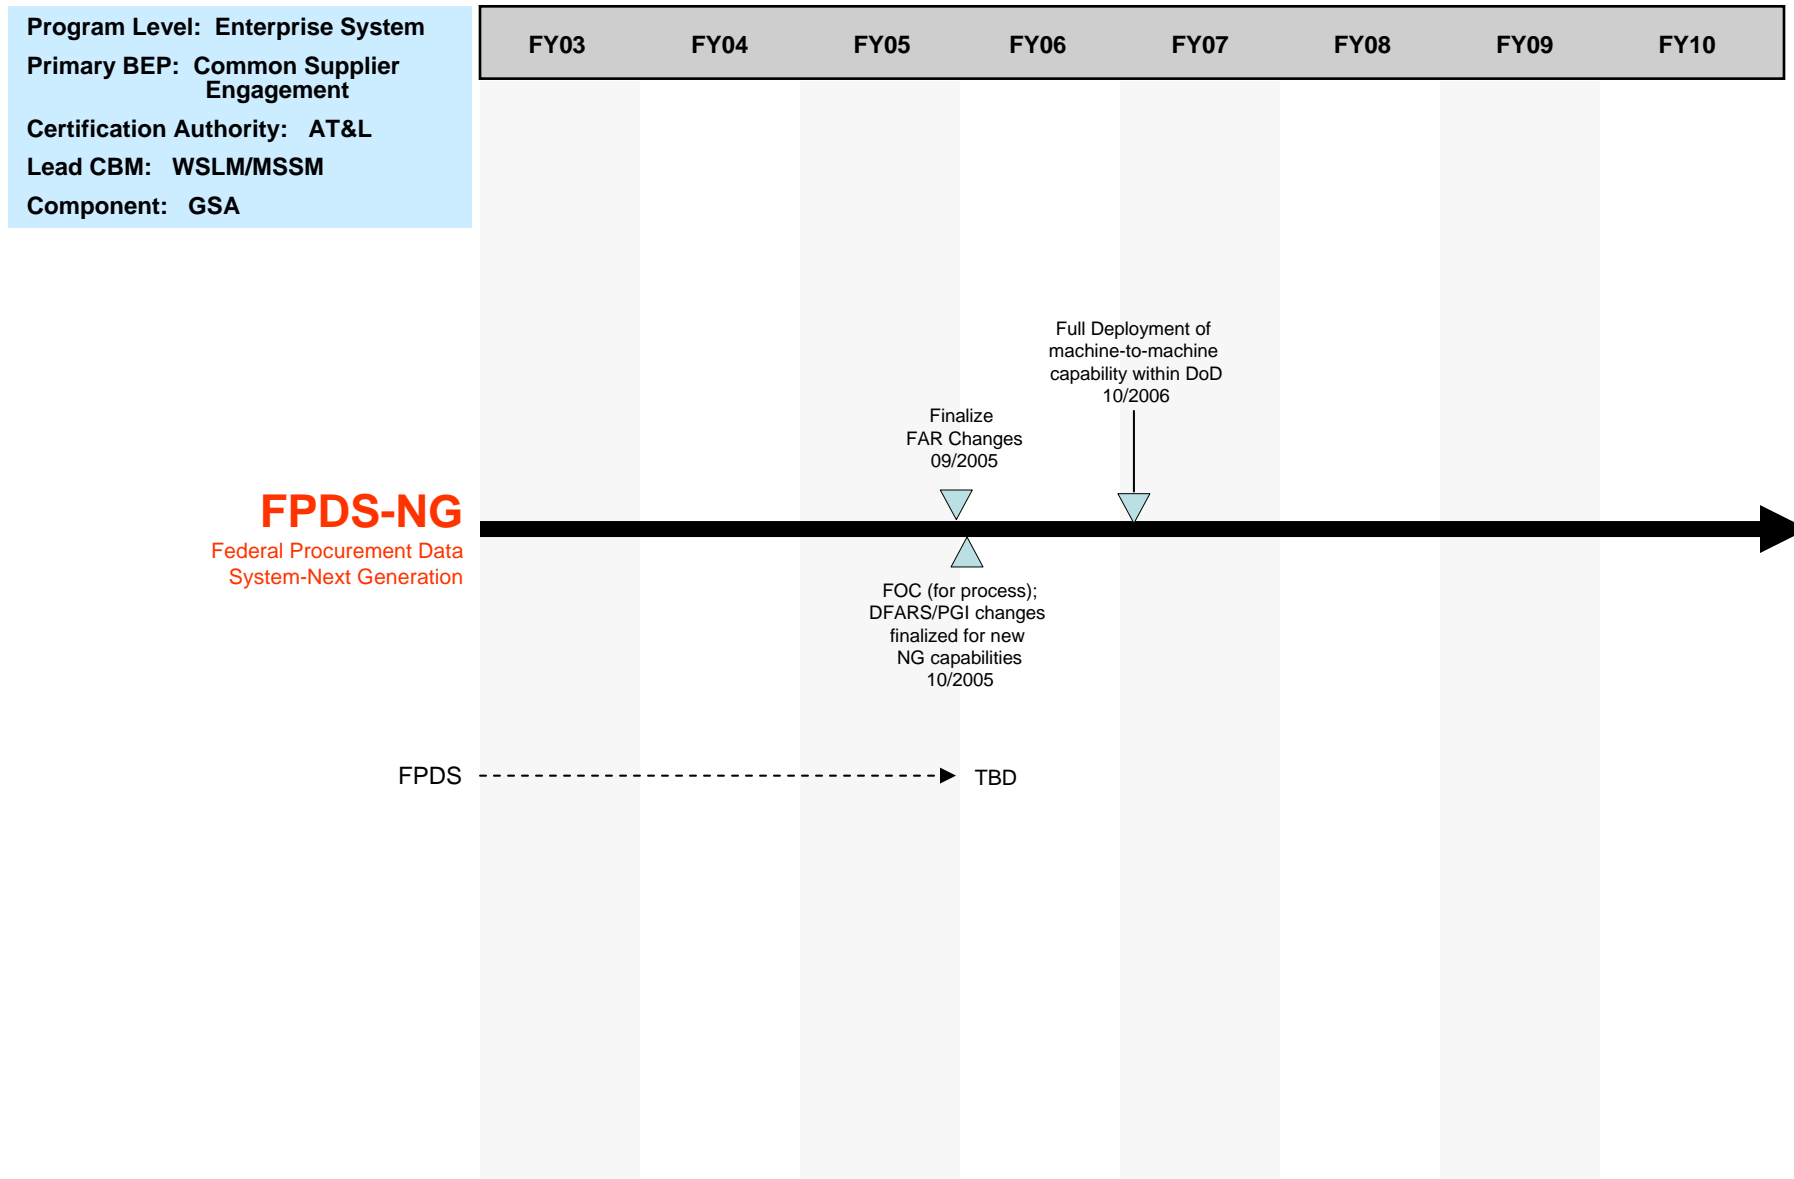 Program Level: Enterprise System
Primary BEP: Common Supplier
Engagement
Certification Authority: AT&L
Lead CBM: WSLM/MSSM
Component: GSA
FY03 FY04 FY05 FY06 FY07 FY08 FY09 FY10
Full Deployment of
machine-to-machine
capability within DoD
10/2006
Finalize
FAR Changes
09/2005
FPDS-NG
Federal Procurement Data
System-Next Generation
FOC (for process);
DFARS/PGI changes
finalized for new
NG capabilities
10/2005
FPDS TBD